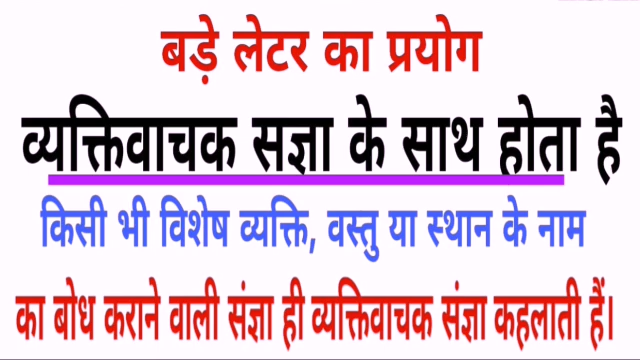 बड़े लेटर का प्रयोग
व्यक्तिवाचक सज्ञा के साथ होता है
किसी भी विशेष व्यक्ति, वस्तु या स्थान के नाम
का बोध कराने वाली संज्ञा ही व्यक्तिवाचक संज्ञा कहलाती हैं।